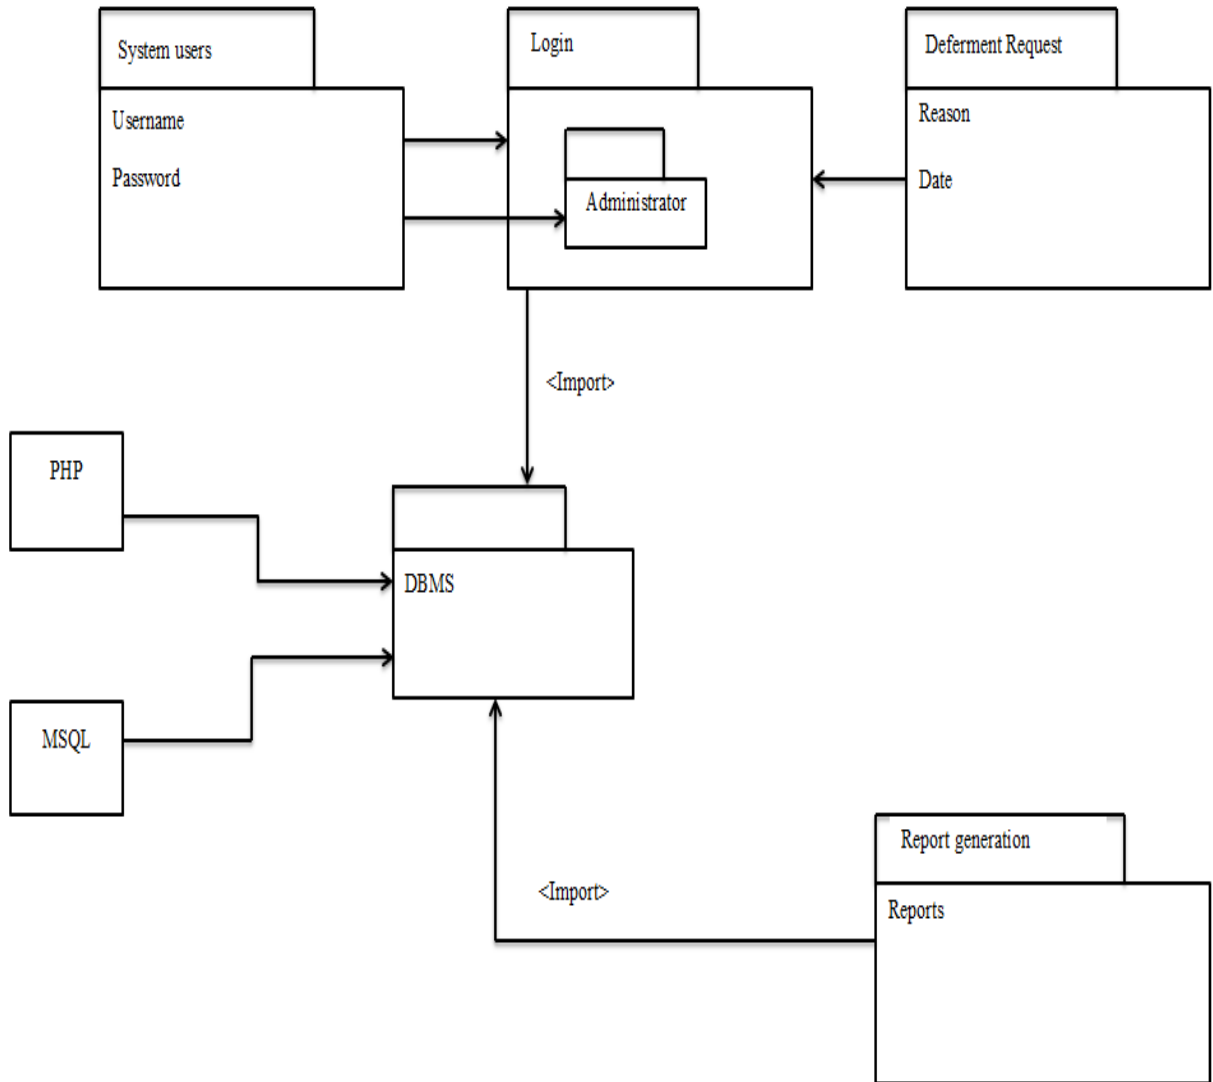 System users
Username
Password
Login
Administrator
Deferment Request
Reason
Date
<Import>
PHP
DBMS
MSQL
<Import>
Report generation
Reports